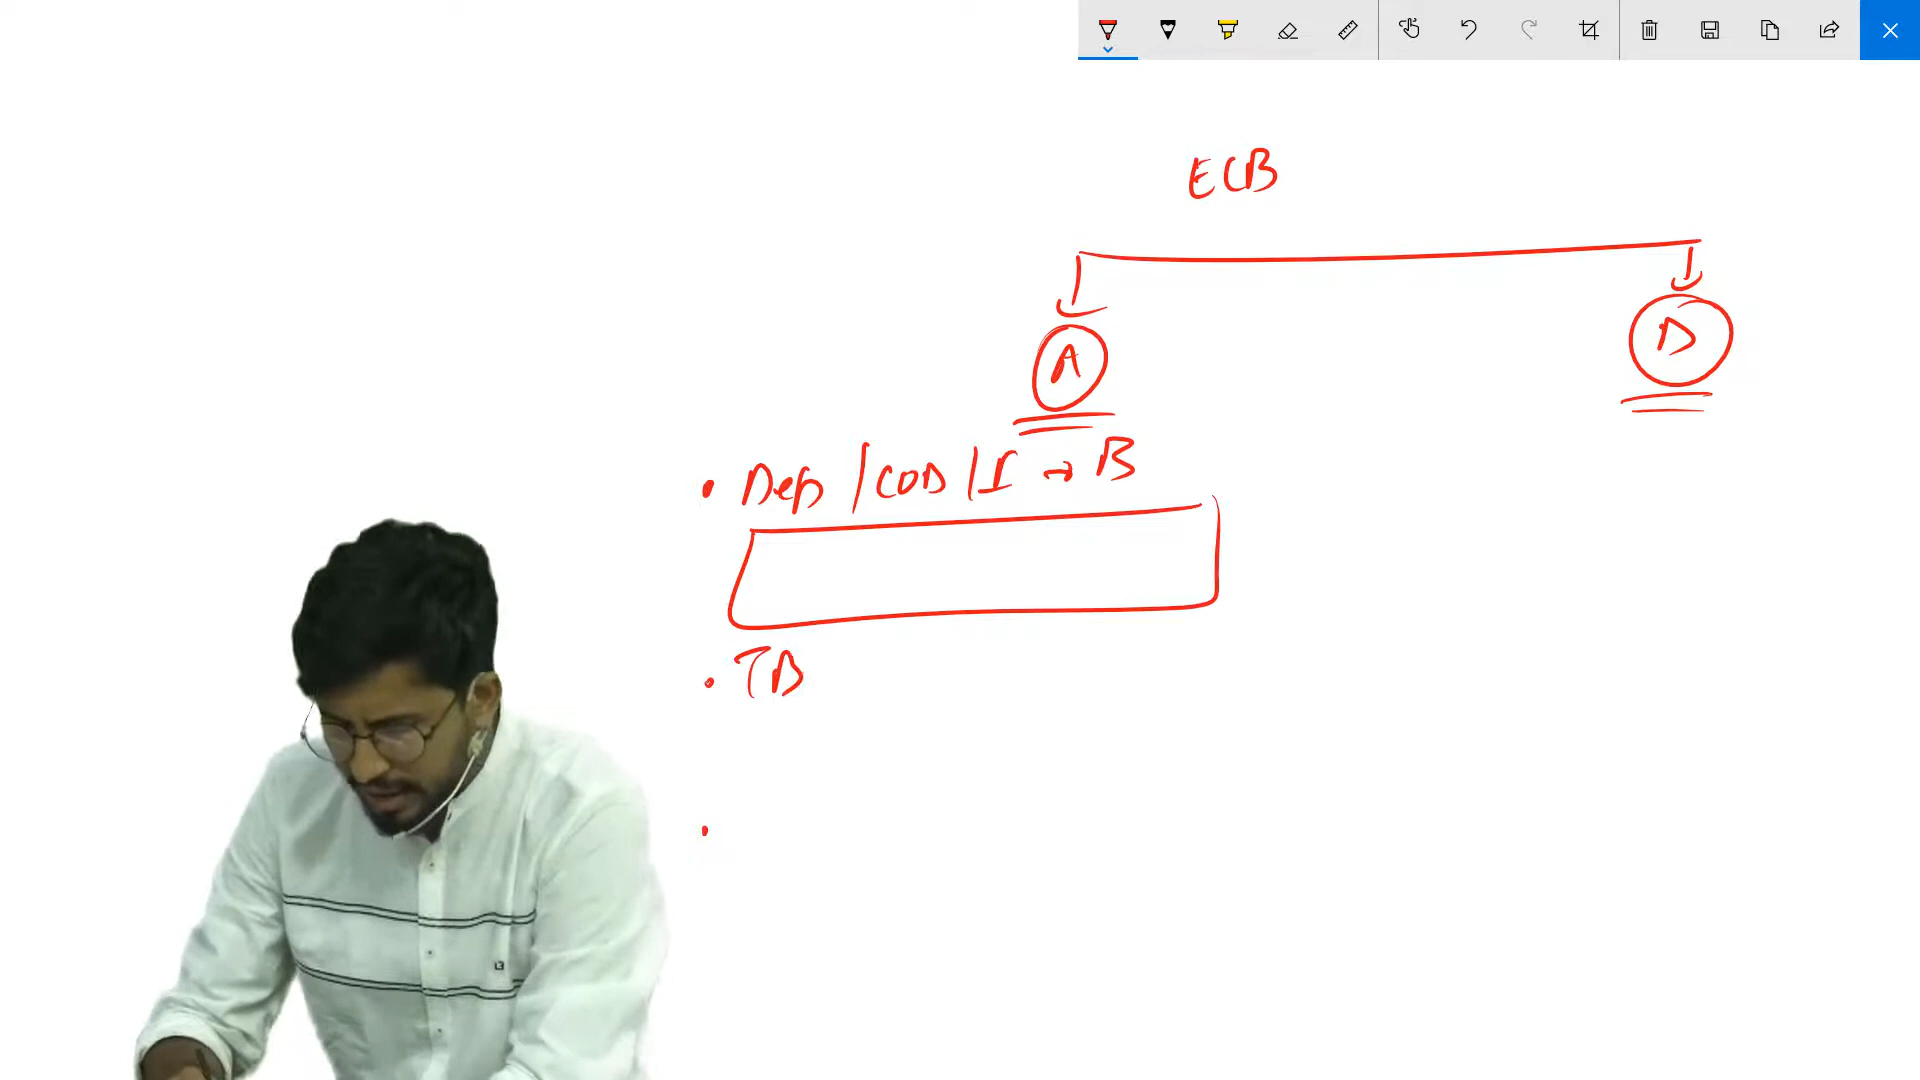 ECB
A
D
• Dep / COD / I → B
• TB
•